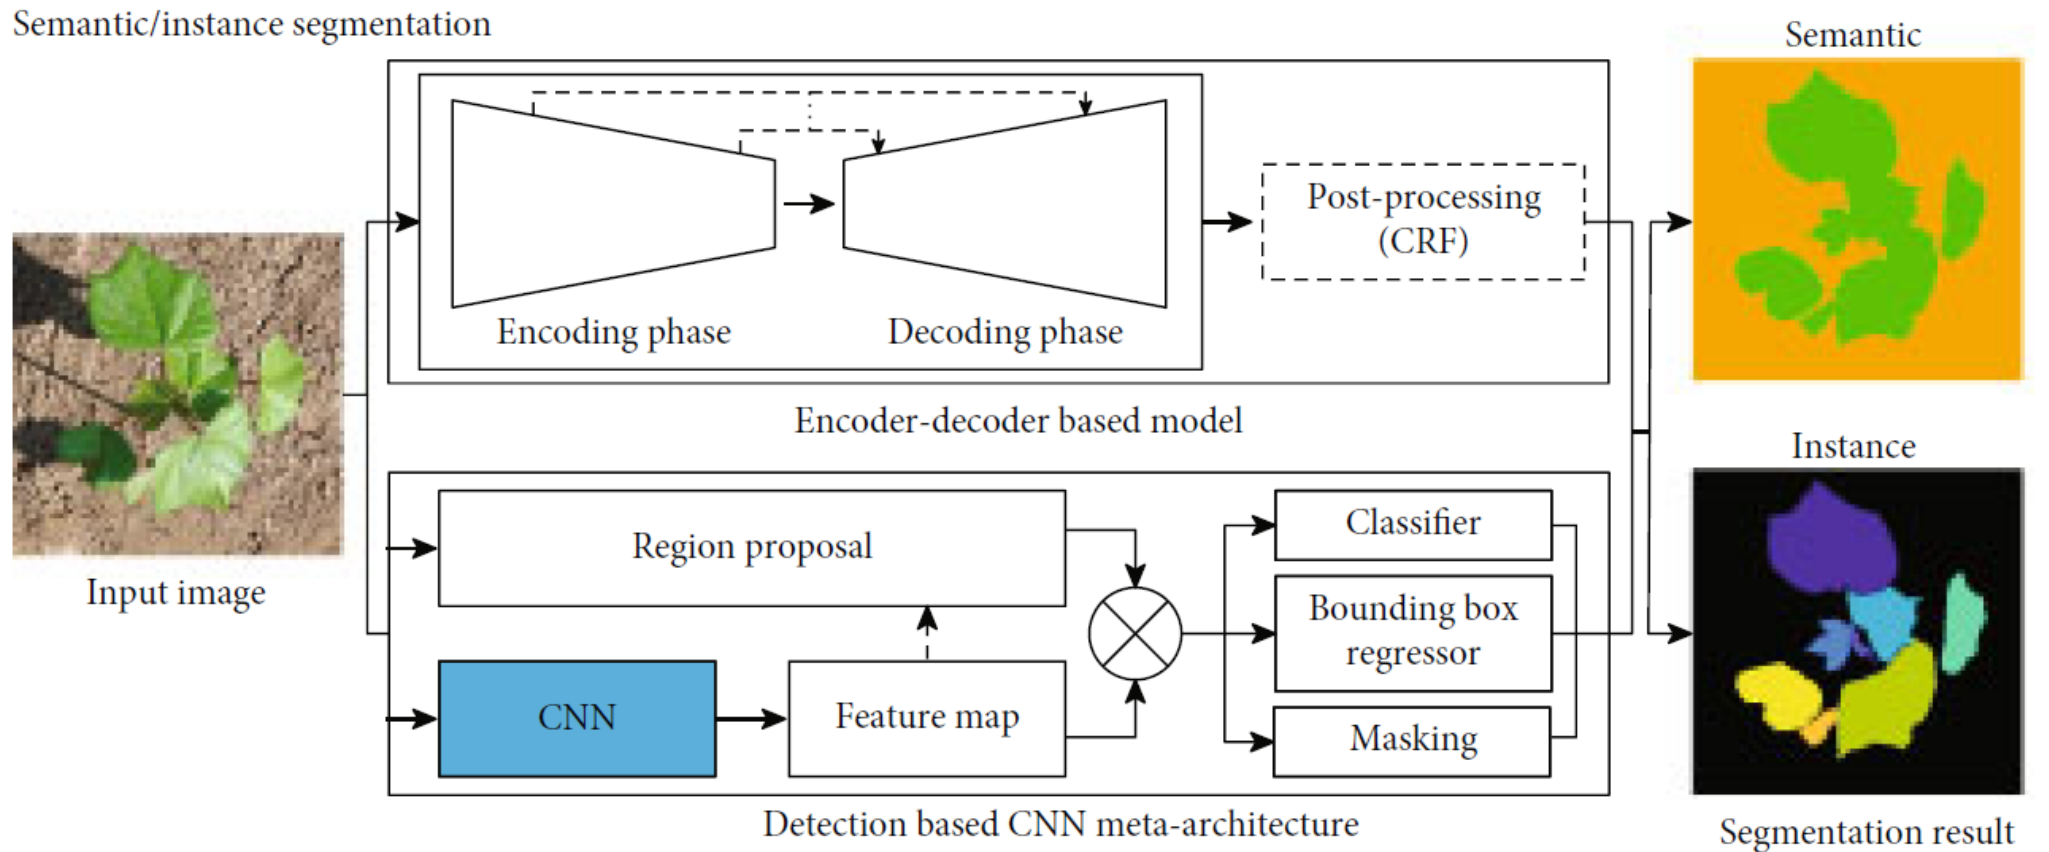 Semantic/instance segmentation
Semantic
Post-processing
(CRF)
Encoding phase
Decoding phase
Encoder-decoder based model
Input image
Instance
Region proposal
Classifier
Bounding box
regressor
CNN
Feature map
Masking
Detection based CNN meta-architecture
Segmentation result